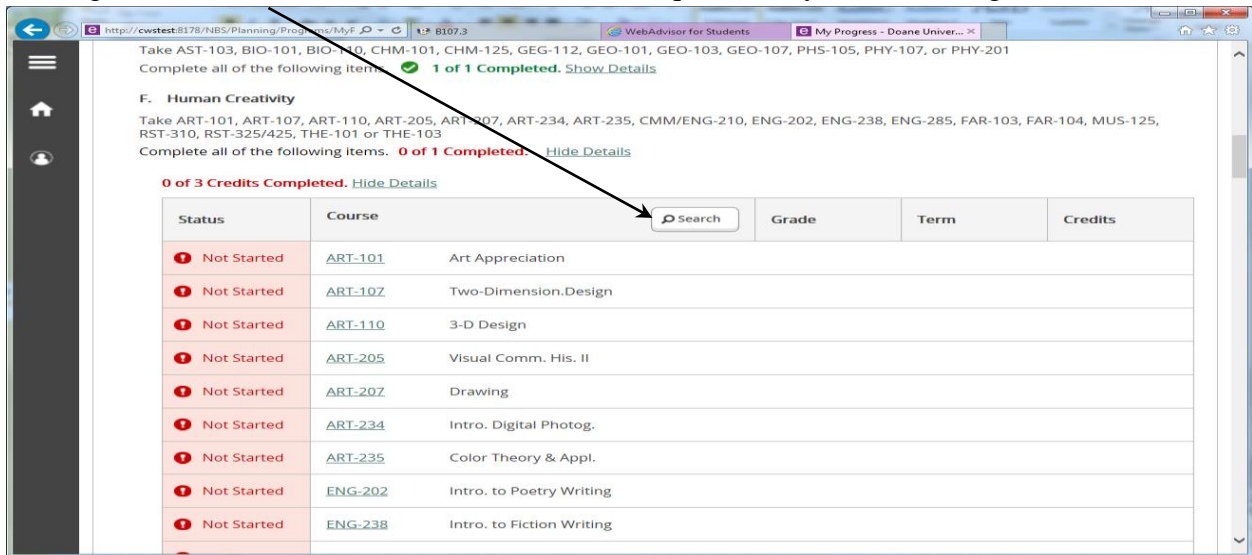 http://cwstest:8178/NBS/Planning/Programs/MyF
B107.3
WebAdvisor for Students
My Progress - Doane Univer...
Take AST-103, BIO-101, BIO-110, CHM-101, CHM-125, GEG-112, GEO-101, GEO-103, GEO-107, PHS-105, PHY-107, or PHY-201
Complete all of the following items. 1 of 1 Completed. Show Details
F. Human Creativity
Take ART-101, ART-107, ART-110, ART-205, ART-207, ART-234, ART-235, CMM/ENG-210, ENG-202, ENG-238, ENG-285, FAR-103, FAR-104, MUS-125,
RST-310, RST-325/425, THE-101 or THE-103
Complete all of the following items. 0 of 1 Completed. Hide Details
0 of 3 Credits Completed. Hide Details
Status Course Search Grade Term Credits
Not Started ART-101 Art Appreciation
Not Started ART-107 Two-Dimension.Design
Not Started ART-110 3-D Design
Not Started ART-205 Visual Comm. His. II
Not Started ART-207 Drawing
Not Started ART-234 Intro. Digital Photog.
Not Started ART-235 Color Theory & Appl.
Not Started ENG-202 Intro. to Poetry Writing
Not Started ENG-238 Intro. to Fiction Writing